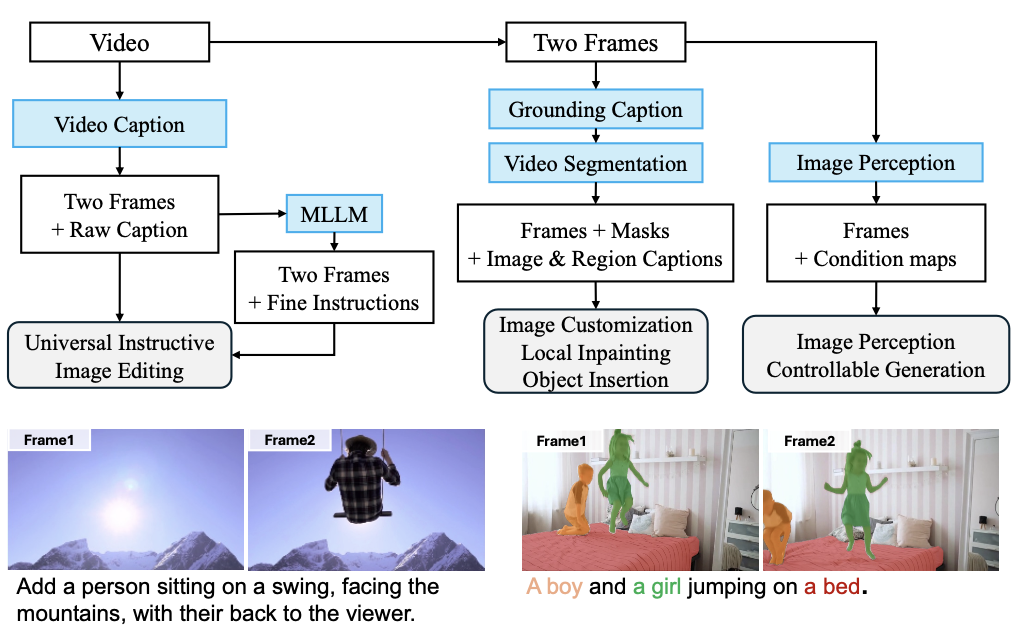 Video
Two Frames
Video Caption
Grounding Caption
Video Segmentation
Image Perception
Two Frames
+ Raw Caption
MLLM
Two Frames
+ Fine Instructions
Frames + Masks
+ Image & Region Captions
Frames
+ Condition maps
Universal Instructive
Image Editing
Image Customization
Local Inpainting
Object Insertion
Image Perception
Controllable Generation
Frame1
Frame2
Add a person sitting on a swing, facing the
mountains, with their back to the viewer.
Frame1
Frame2
A boy and a girl jumping on a bed.